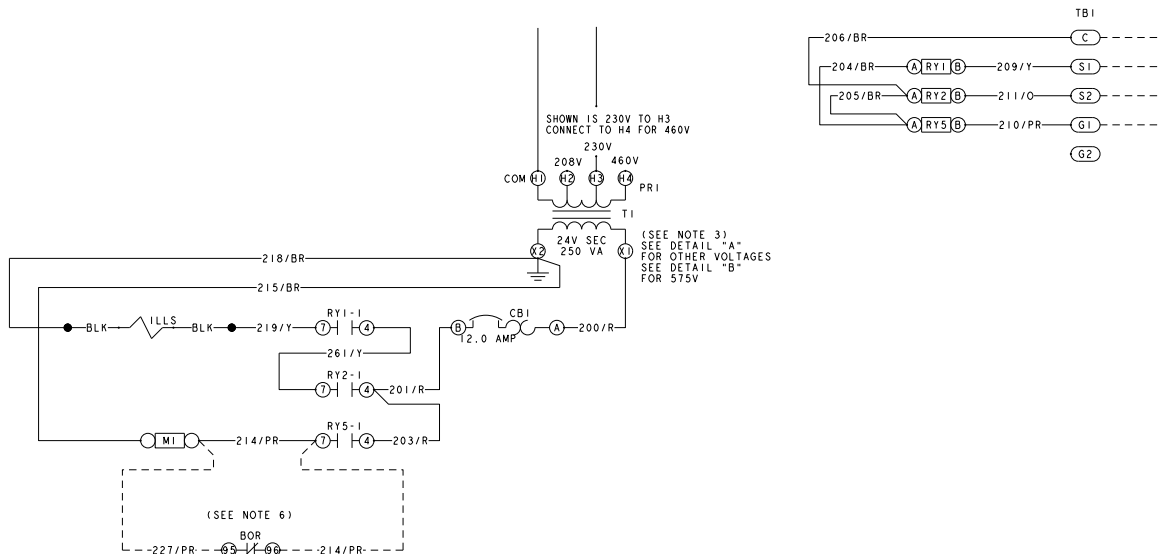 TB1
206/BR
C
204/BR
A RY1 B
209/Y
S1
205/BR
A RY2 B
211/O
S2
A RY5 B
210/PR
G1
G2
SHOWN IS 230V TO H3
CONNECT TO H4 FOR 460V
230V
208V
460V
COM
H1
H2
H3
H4
PR1
T1
24V SEC
250 VA
X2
X1
(SEE NOTE 3)
SEE DETAIL "A"
FOR OTHER VOLTAGES
SEE DETAIL "B"
FOR 575V
218/BR
215/BR
BLK
ILLS
BLK
219/Y
RY1-1
7
4
B
CB1
12.0 AMP
A
200/R
261/Y
RY2-1
7
4
201/R
M1
214/PR
RY5-1
7
4
203/R
(SEE NOTE 6)
BOR
227/PR
95
96
214/PR